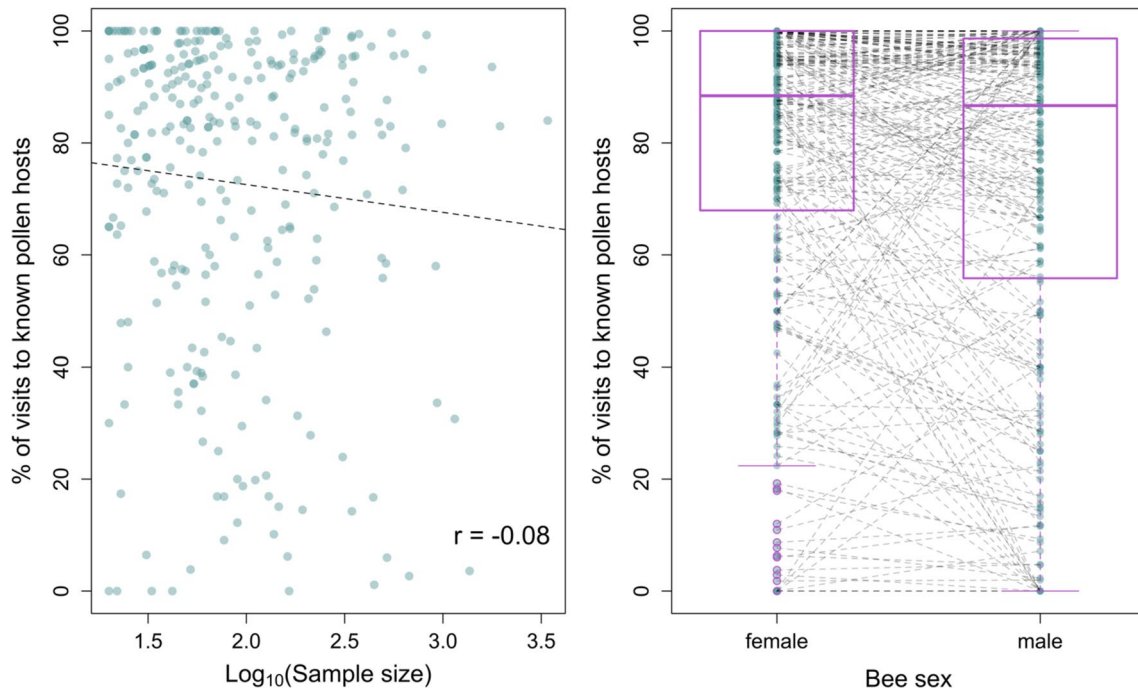 % of visits to known pollen hosts
100
80
60
40
20
0
r = -0.08
1.5 2.0 2.5 3.0 3.5
Log₁₀(Sample size)
% of visits to known pollen hosts
100
80
60
40
20
0
female male
Bee sex